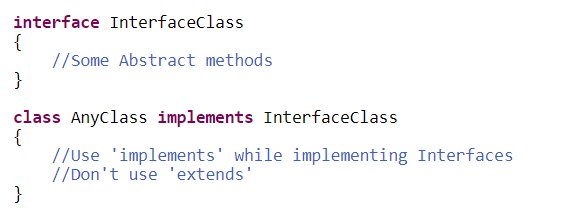 interface InterfaceClass
{
    //Some Abstract methods
}
class AnyClass implements InterfaceClass
{
    //Use 'implements' while implementing Interfaces
    //Don't use 'extends'
}